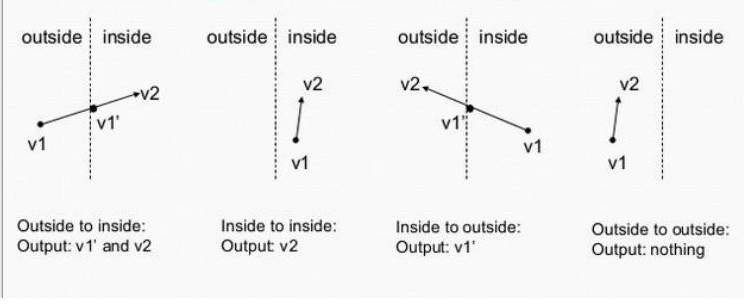 outside inside
v2
v1'
v1
Outside to inside:
Output: v1' and v2
outside inside
v2
v1
Inside to inside:
Output: v2
outside inside
v2
v1'
v1
Inside to outside:
Output: v1'
outside inside
v2
v1
Outside to outside:
Output: nothing